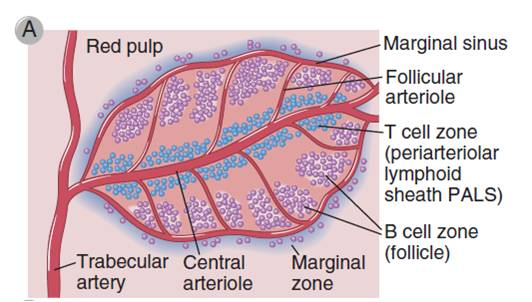 A
Red pulp
Marginal sinus
Follicular
arteriole
T cell zone
(periarteriolar
lymphoid
sheath PALS)
B cell zone
(follicle)
Trabecular
artery
Central
arteriole
Marginal
zone